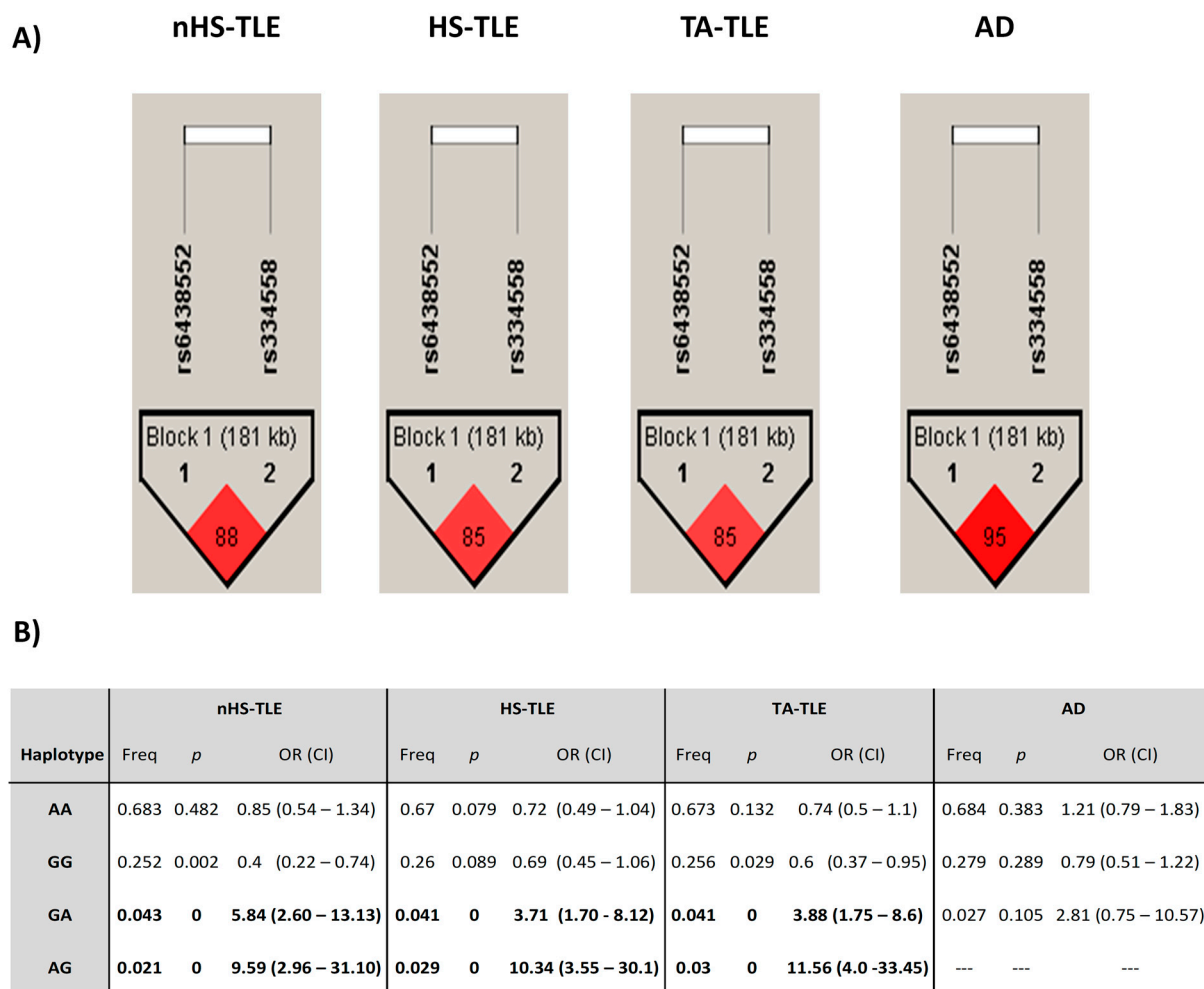 A)
nHS-TLE HS-TLE TA-TLE AD
rs6438552 rs334558 rs6438552 rs334558 rs6438552 rs334558 rs6438552 rs334558
Block 1 (181 kb) Block 1 (181 kb) Block 1 (181 kb) Block 1 (181 kb)
1 2 1 2 1 2 1 2
88 85 85 95
B)
nHS-TLE HS-TLE TA-TLE AD
Haplotype Freq p OR (CI) Freq p OR (CI) Freq p OR (CI) Freq p OR (CI)
AA 0.683 0.482 0.85 (0.54 – 1.34) 0.67 0.079 0.72 (0.49 – 1.04) 0.673 0.132 0.74 (0.5 – 1.1) 0.684 0.383 1.21 (0.79 – 1.83)
GG 0.252 0.002 0.4 (0.22 – 0.74) 0.26 0.089 0.69 (0.45 – 1.06) 0.256 0.029 0.6 (0.37 – 0.95) 0.279 0.289 0.79 (0.51 – 1.22)
GA 0.043 0 5.84 (2.60 – 13.13) 0.041 0 3.71 (1.70 - 8.12) 0.041 0 3.88 (1.75 – 8.6) 0.027 0.105 2.81 (0.75 – 10.57)
AG 0.021 0 9.59 (2.96 – 31.10) 0.029 0 10.34 (3.55 – 30.1) 0.03 0 11.56 (4.0 -33.45) --- --- ---